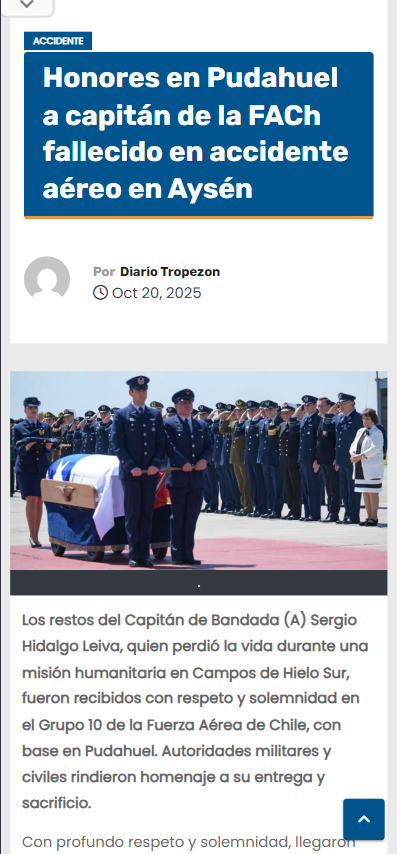 ACCIDENTE
Honores en Pudahuel
a capitán de la FACh
fallecido en accidente
aéreo en Aysén
Por Diario Tropezon
Oct 20, 2025
.
Los restos del Capitán de Bandada (A) Sergio
Hidalgo Leiva, quien perdió la vida durante una
misión humanitaria en Campos de Hielo Sur,
fueron recibidos con respeto y solemnidad en
el Grupo 10 de la Fuerza Aérea de Chile, con
base en Pudahuel. Autoridades militares y
civiles rindieron homenaje a su entrega y
sacrificio.
Con profundo respeto y solemnidad, llegaron